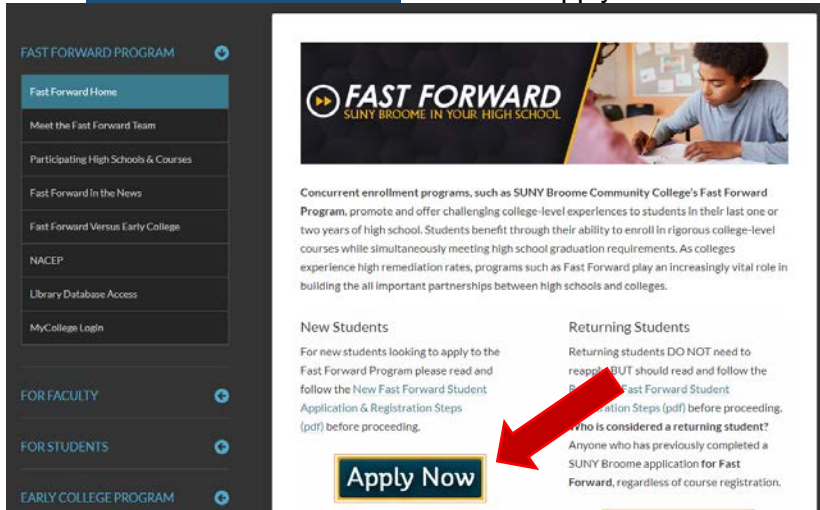 apply
FAST FORWARD PROGRAM
Fast Forward Home
Meet the Fast Forward Team
Participating High Schools & Courses
Fast Forward in the News
Fast Forward Versus Early College
NACEP
Library Database Access
MyCollege Login
FOR FACULTY
FOR STUDENTS
EARLY COLLEGE PROGRAM
FAST FORWARD
SUNY BROOME IN YOUR HIGH SCHOOL
Concurrent enrollment programs, such as SUNY Broome Community College's Fast Forward
Program, promote and offer challenging college-level experiences to students in their last one or
two years of high school. Students benefit through their ability to enroll in rigorous college-level
courses while simultaneously meeting high school graduation requirements. As colleges
experience high remediation rates, programs such as Fast Forward play an increasingly vital role in
building the all important partnerships between high schools and colleges.
New Students
For new students looking to apply to the
Fast Forward Program please read and
follow the New Fast Forward Student
Application & Registration Steps
(pdf) before proceeding.
Apply Now
Returning Students
Returning students DO NOT need to
BUT should read and follow the
Fast Forward Student
Steps (pdf) before proceeding.
Who is considered a returning student?
Anyone who has previously completed a
SUNY Broome application for Fast
Forward, regardless of course registration.